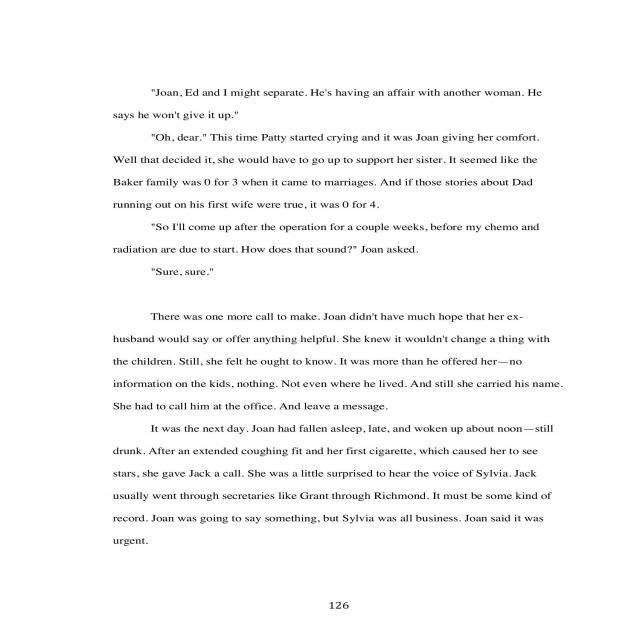 "Joan, Ed and I might separate. He's having an affair with another woman. He
says he won't give it up."
"Oh, dear." This time Patty started crying and it was Joan giving her comfort.
Well that decided it, she would have to go up to support her sister. It seemed like the
Baker family was 0 for 3 when it came to marriages. And if those stories about Dad
running out on his first wife were true, it was 0 for 4.
"So I'll come up after the operation for a couple weeks, before my chemo and
radiation are due to start. How does that sound?" Joan asked.
"Sure, sure."
There was one more call to make. Joan didn't have much hope that her ex-
husband would say or offer anything helpful. She knew it wouldn't change a thing with
the children. Still, she felt he ought to know. It was more than he offered her—no
information on the kids, nothing. Not even where he lived. And still she carried his name.
She had to call him at the office. And leave a message.
It was the next day. Joan had fallen asleep, late, and woken up about noon—still
drunk. After an extended coughing fit and her first cigarette, which caused her to see
stars, she gave Jack a call. She was a little surprised to hear the voice of Sylvia. Jack
usually went through secretaries like Grant through Richmond. It must be some kind of
record. Joan was going to say something, but Sylvia was all business. Joan said it was
urgent.
126